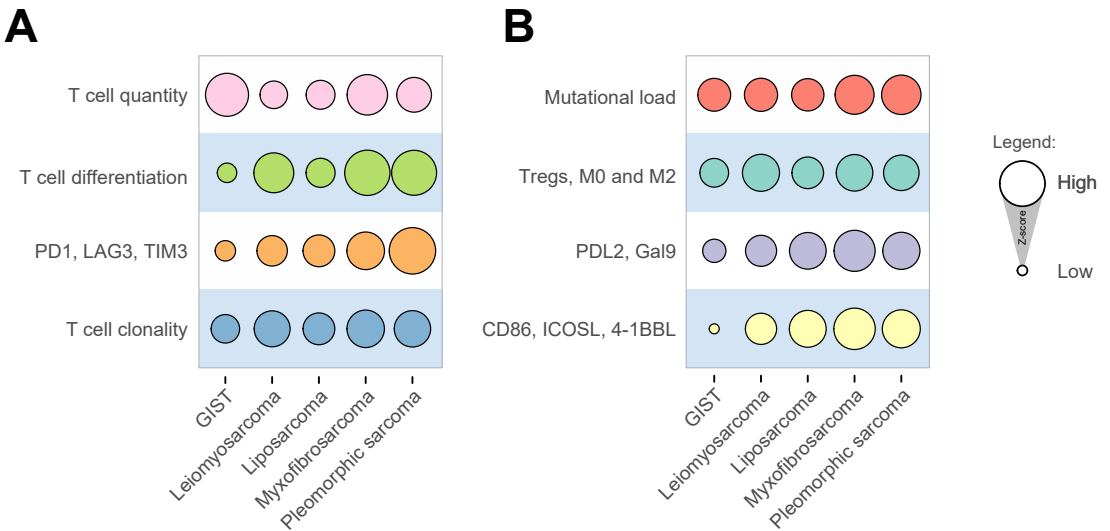 A
T cell quantity
T cell differentiation
PD1, LAG3, TIM3
T cell clonality
GIST
Leiomyosarcoma
Liposarcoma
Myxofibrosarcoma
Pleomorphic sarcoma
B
Mutational load
Tregs, M0 and M2
PDL2, Gal9
CD86, ICOSL, 4-1BBL
GIST
Leiomyosarcoma
Liposarcoma
Myxofibrosarcoma
Pleomorphic sarcoma
Legend:
High
Z-score
Low